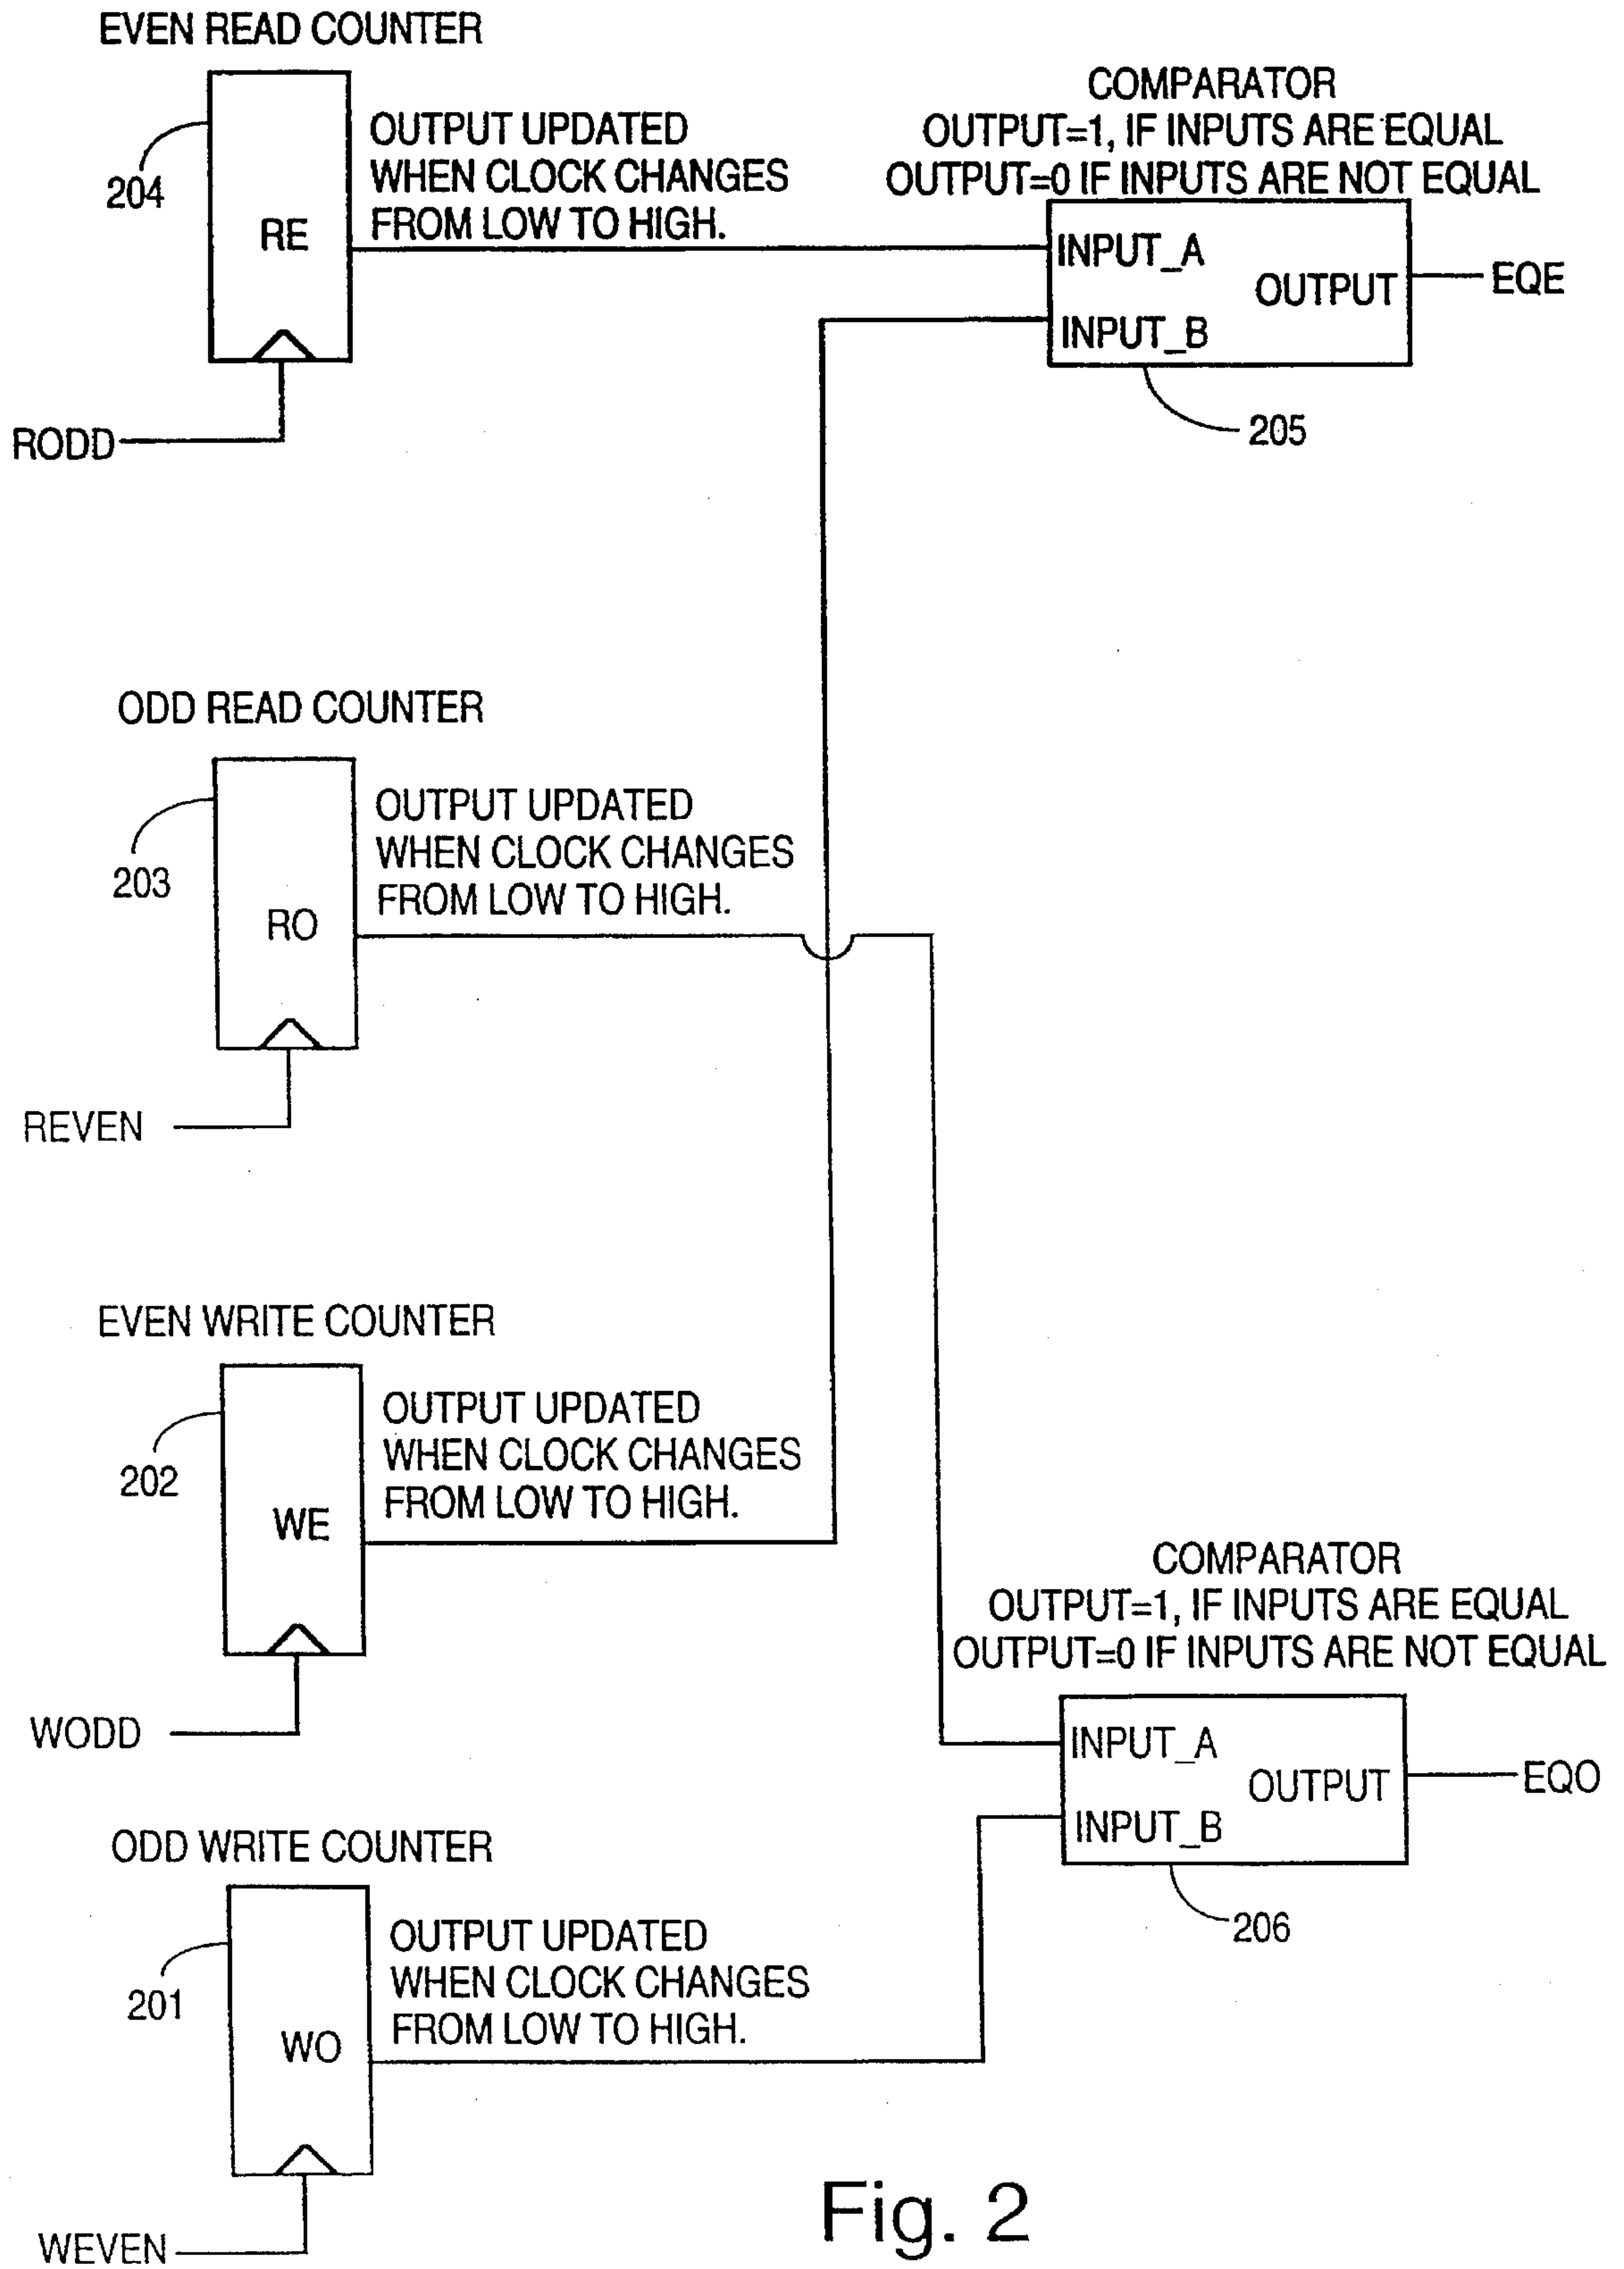 EVEN READ COUNTER
204
RE
OUTPUT UPDATED
WHEN CLOCK CHANGES
FROM LOW TO HIGH.
RODD
COMPARATOR
OUTPUT=1, IF INPUTS ARE EQUAL
OUTPUT=0 IF INPUTS ARE NOT EQUAL
INPUT_A
OUTPUT
EQE
INPUT_B
205
ODD READ COUNTER
203
RO
OUTPUT UPDATED
WHEN CLOCK CHANGES
FROM LOW TO HIGH.
REVEN
EVEN WRITE COUNTER
202
WE
OUTPUT UPDATED
WHEN CLOCK CHANGES
FROM LOW TO HIGH.
WODD
COMPARATOR
OUTPUT=1, IF INPUTS ARE EQUAL
OUTPUT=0 IF INPUTS ARE NOT EQUAL
INPUT_A
OUTPUT
EQO
INPUT_B
206
ODD WRITE COUNTER
201
WO
OUTPUT UPDATED
WHEN CLOCK CHANGES
FROM LOW TO HIGH.
WEVEN
Fig. 2